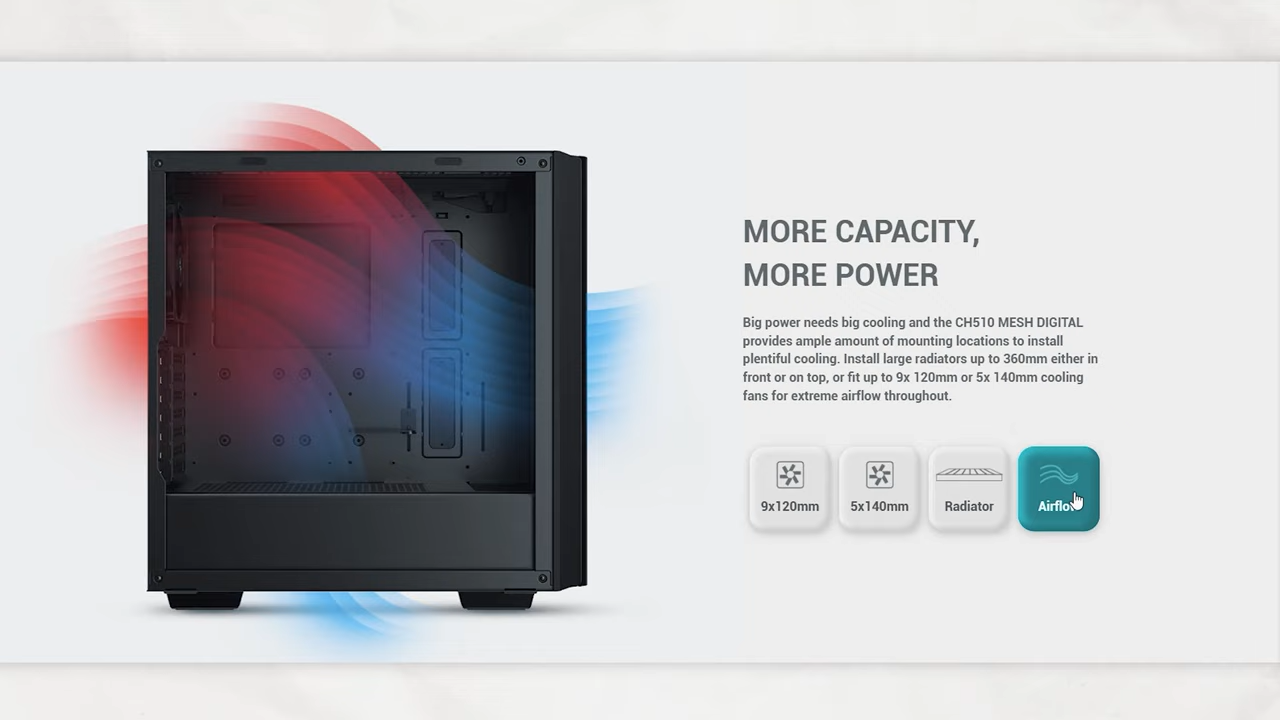 MORE CAPACITY,
MORE POWER
Big power needs big cooling and the CH510 MESH DIGITAL
provides ample amount of mounting locations to install
plentiful cooling. Install large radiators up to 360mm either in
front or on top, or fit up to 9x 120mm or 5x 140mm cooling
fans for extreme airflow throughout.
9x120mm
5x140mm
Radiator
Airflow